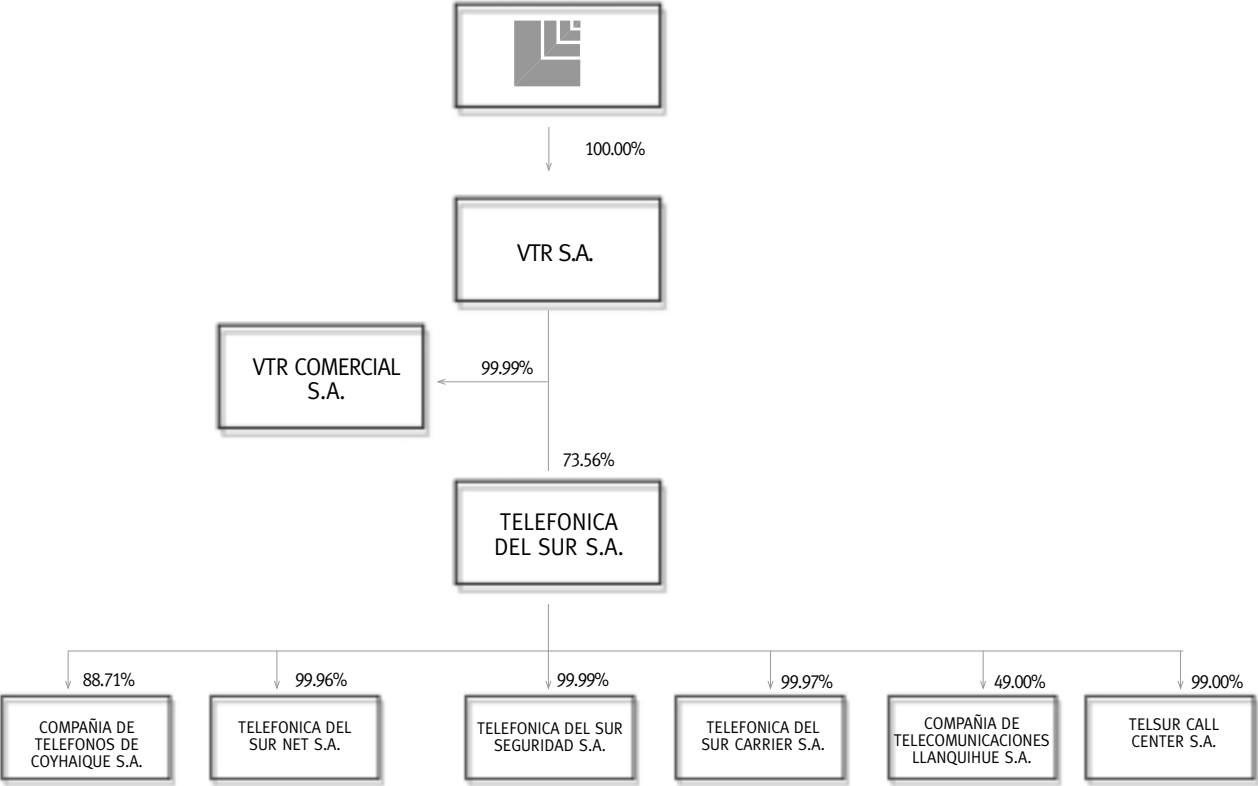 100.00%
VTR S.A.
VTR COMERCIAL
S.A.
99.99%
73.56%
TELEFONICA
DEL SUR S.A.
88.71%
99.96%
99.99%
99.97%
49.00%
99.00%
COMPAÑIA DE
TELEFONOS DE
COYHAIQUE S.A.
TELEFONICA DEL
SUR NET S.A.
TELEFONICA DEL SUR
SEGURIDAD S.A.
TELEFONICA DEL
SUR CARRIER S.A.
COMPAÑIA DE
TELECOMUNICACIONES
LLANQUIHUE S.A.
TELSUR CALL
CENTER S.A.